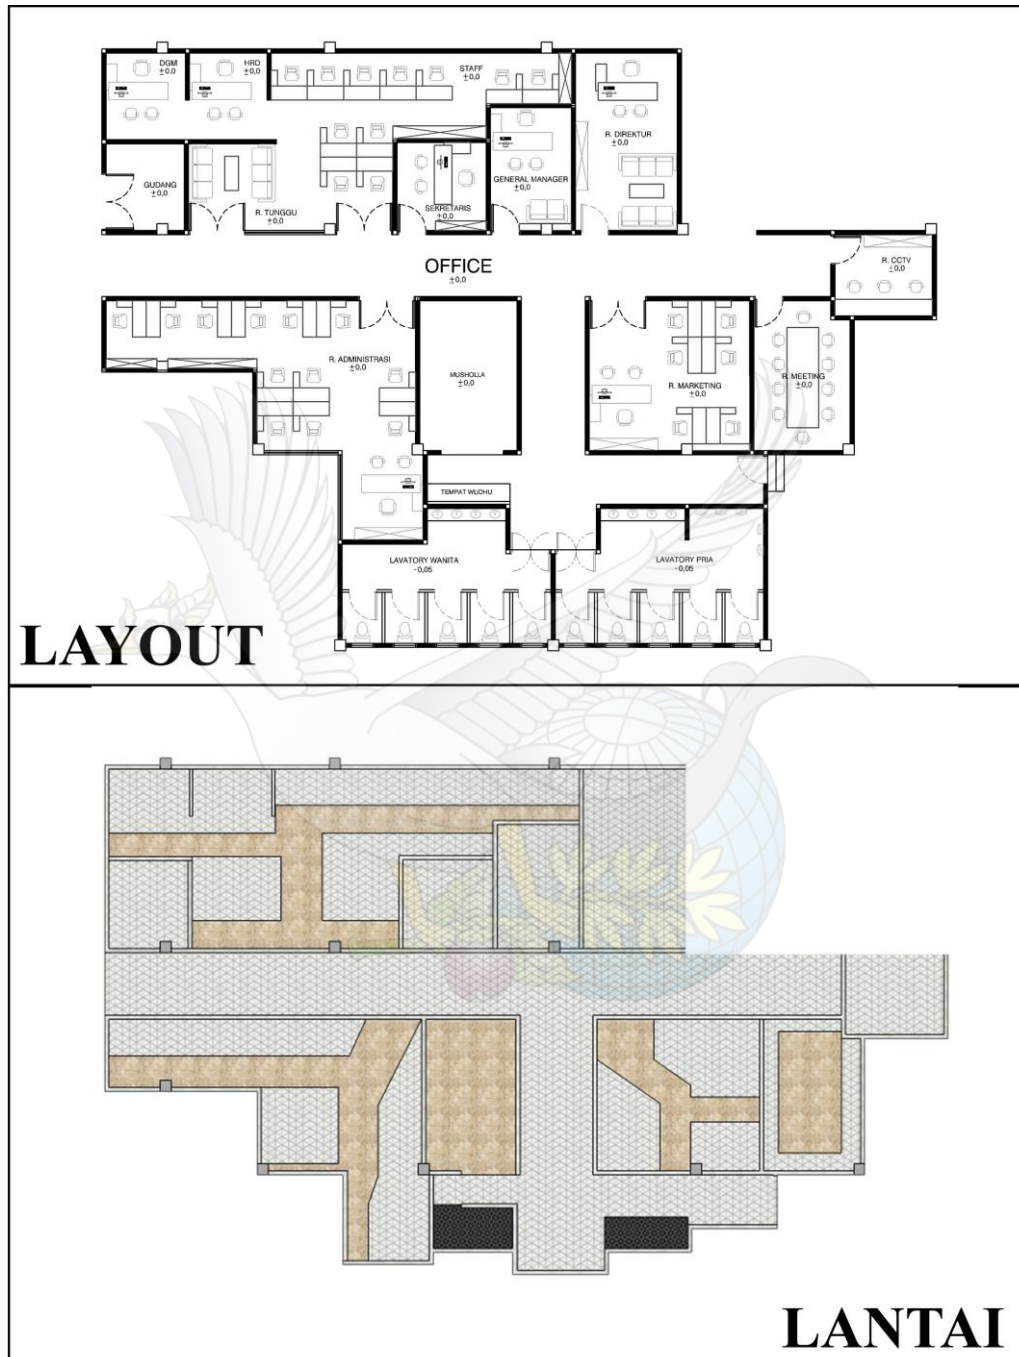 DGM
±0,0
HRD
±0,0
STAFF
±0,0
R. DIREKTUR
±0,0
GENERAL MANAGER
±0,0
GUDANG
±0,0
R. TUNGGU
±0,0
SEKRETARIS
±0,0
OFFICE
±0,0
R. CCTV
±0,0
R. ADMINISTRASI
±0,0
MUSHOLLA
±0,0
R. MARKETING
±0,0
R. MEETING
±0,0
TEMPAT WUDHU
LAVATORY WANITA
-0,05
LAVATORY PRIA
-0,05
LAYOUT
LANTAI